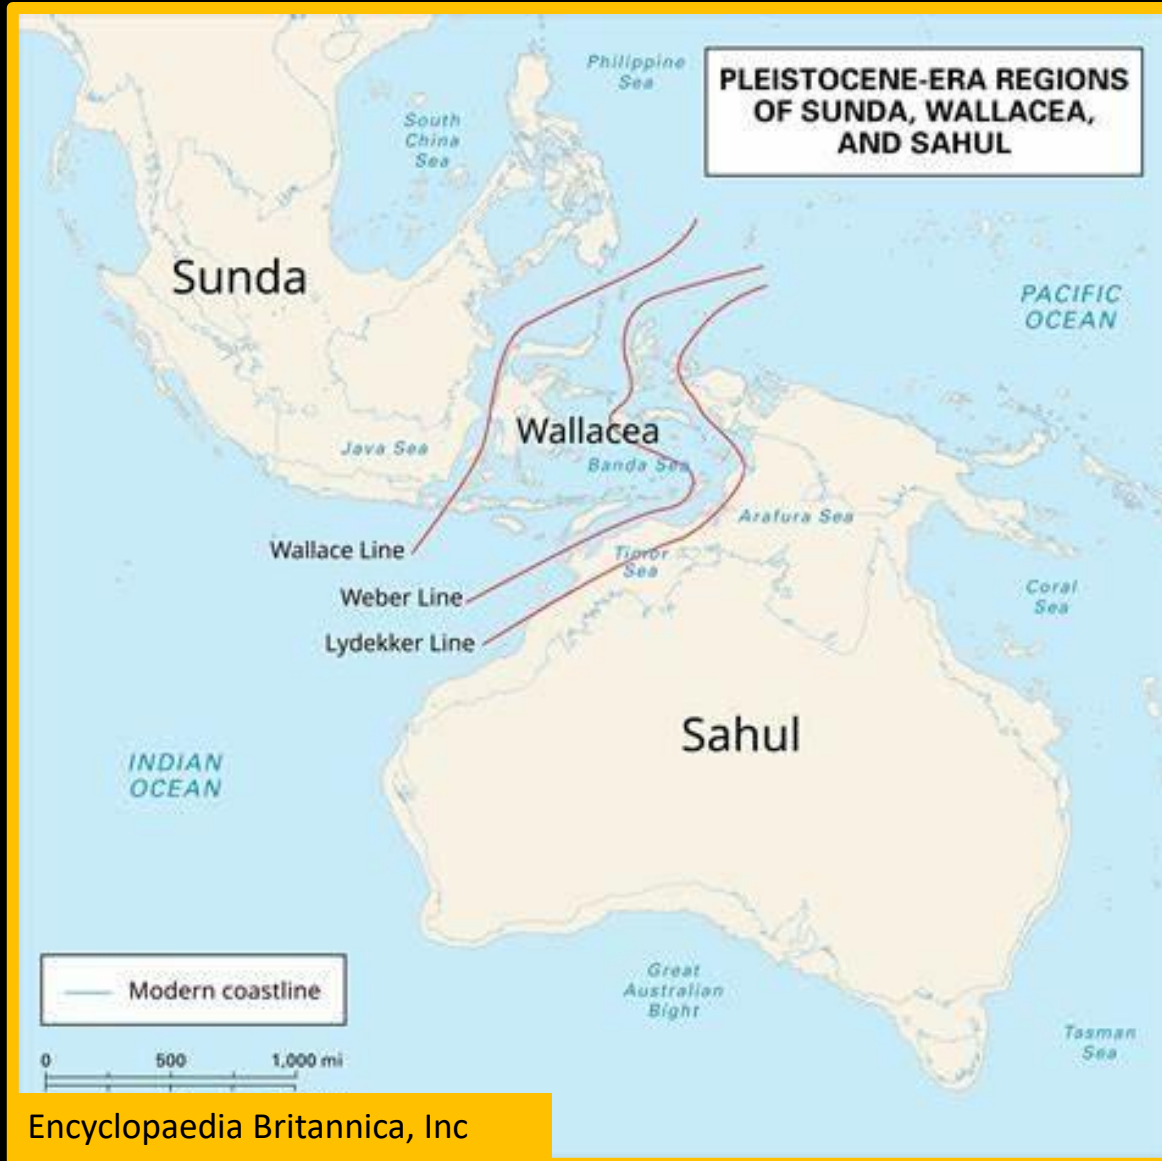 PLEISTOCENE-ERA REGIONS
OF SUNDA, WALLACEA,
AND SAHUL
Philippine
Sea
South
China
Sea
Sunda
PACIFIC
OCEAN
Wallacea
Java Sea
Banda Sea
Arafura Sea
Wallace Line
Timor
Sea
Weber Line
Coral
Sea
Lydekker Line
Sahul
INDIAN
OCEAN
Great
Australian
Bight
Modern coastline
Tasman
Sea
0 500 1,000 mi
Encyclopaedia Britannica, Inc